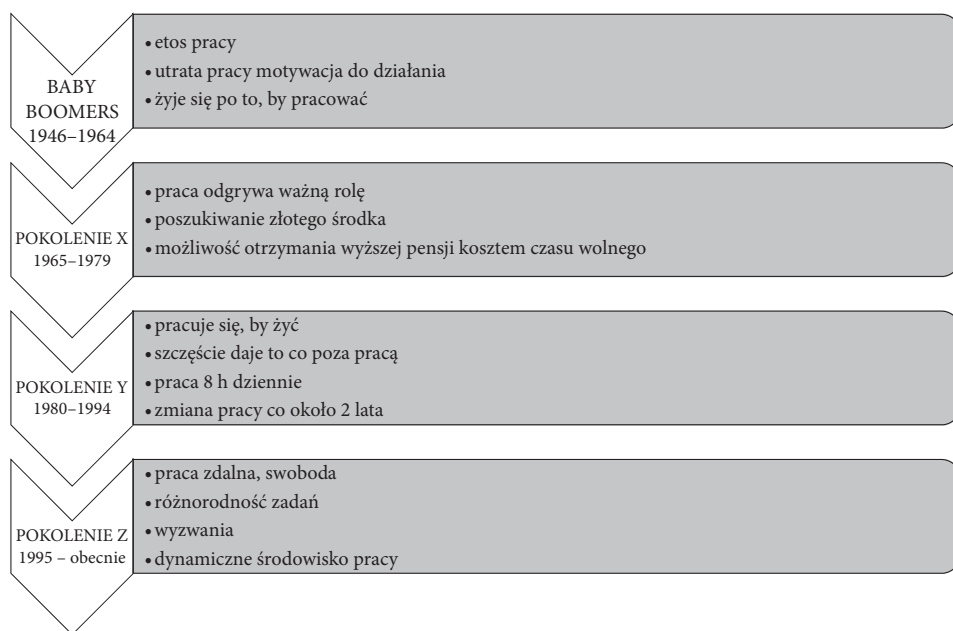 BABY
BOOMERS
1946–1964
• etos pracy
• utrata pracy motywacja do działania
• żyje się po to, by pracować
POKOLENIE X
1965–1979
• praca odgrywa ważną rolę
• poszukiwanie złotego środka
• możliwość otrzymania wyższej pensji kosztem czasu wolnego
POKOLENIE Y
1980–1994
• pracuje się, by żyć
• szczęście daje to co poza pracą
• praca 8 h dziennie
• zmiana pracy co około 2 lata
POKOLENIE Z
1995 – obecnie
• praca zdalna, swoboda
• różnorodność zadań
• wyzwania
• dynamiczne środowisko pracy